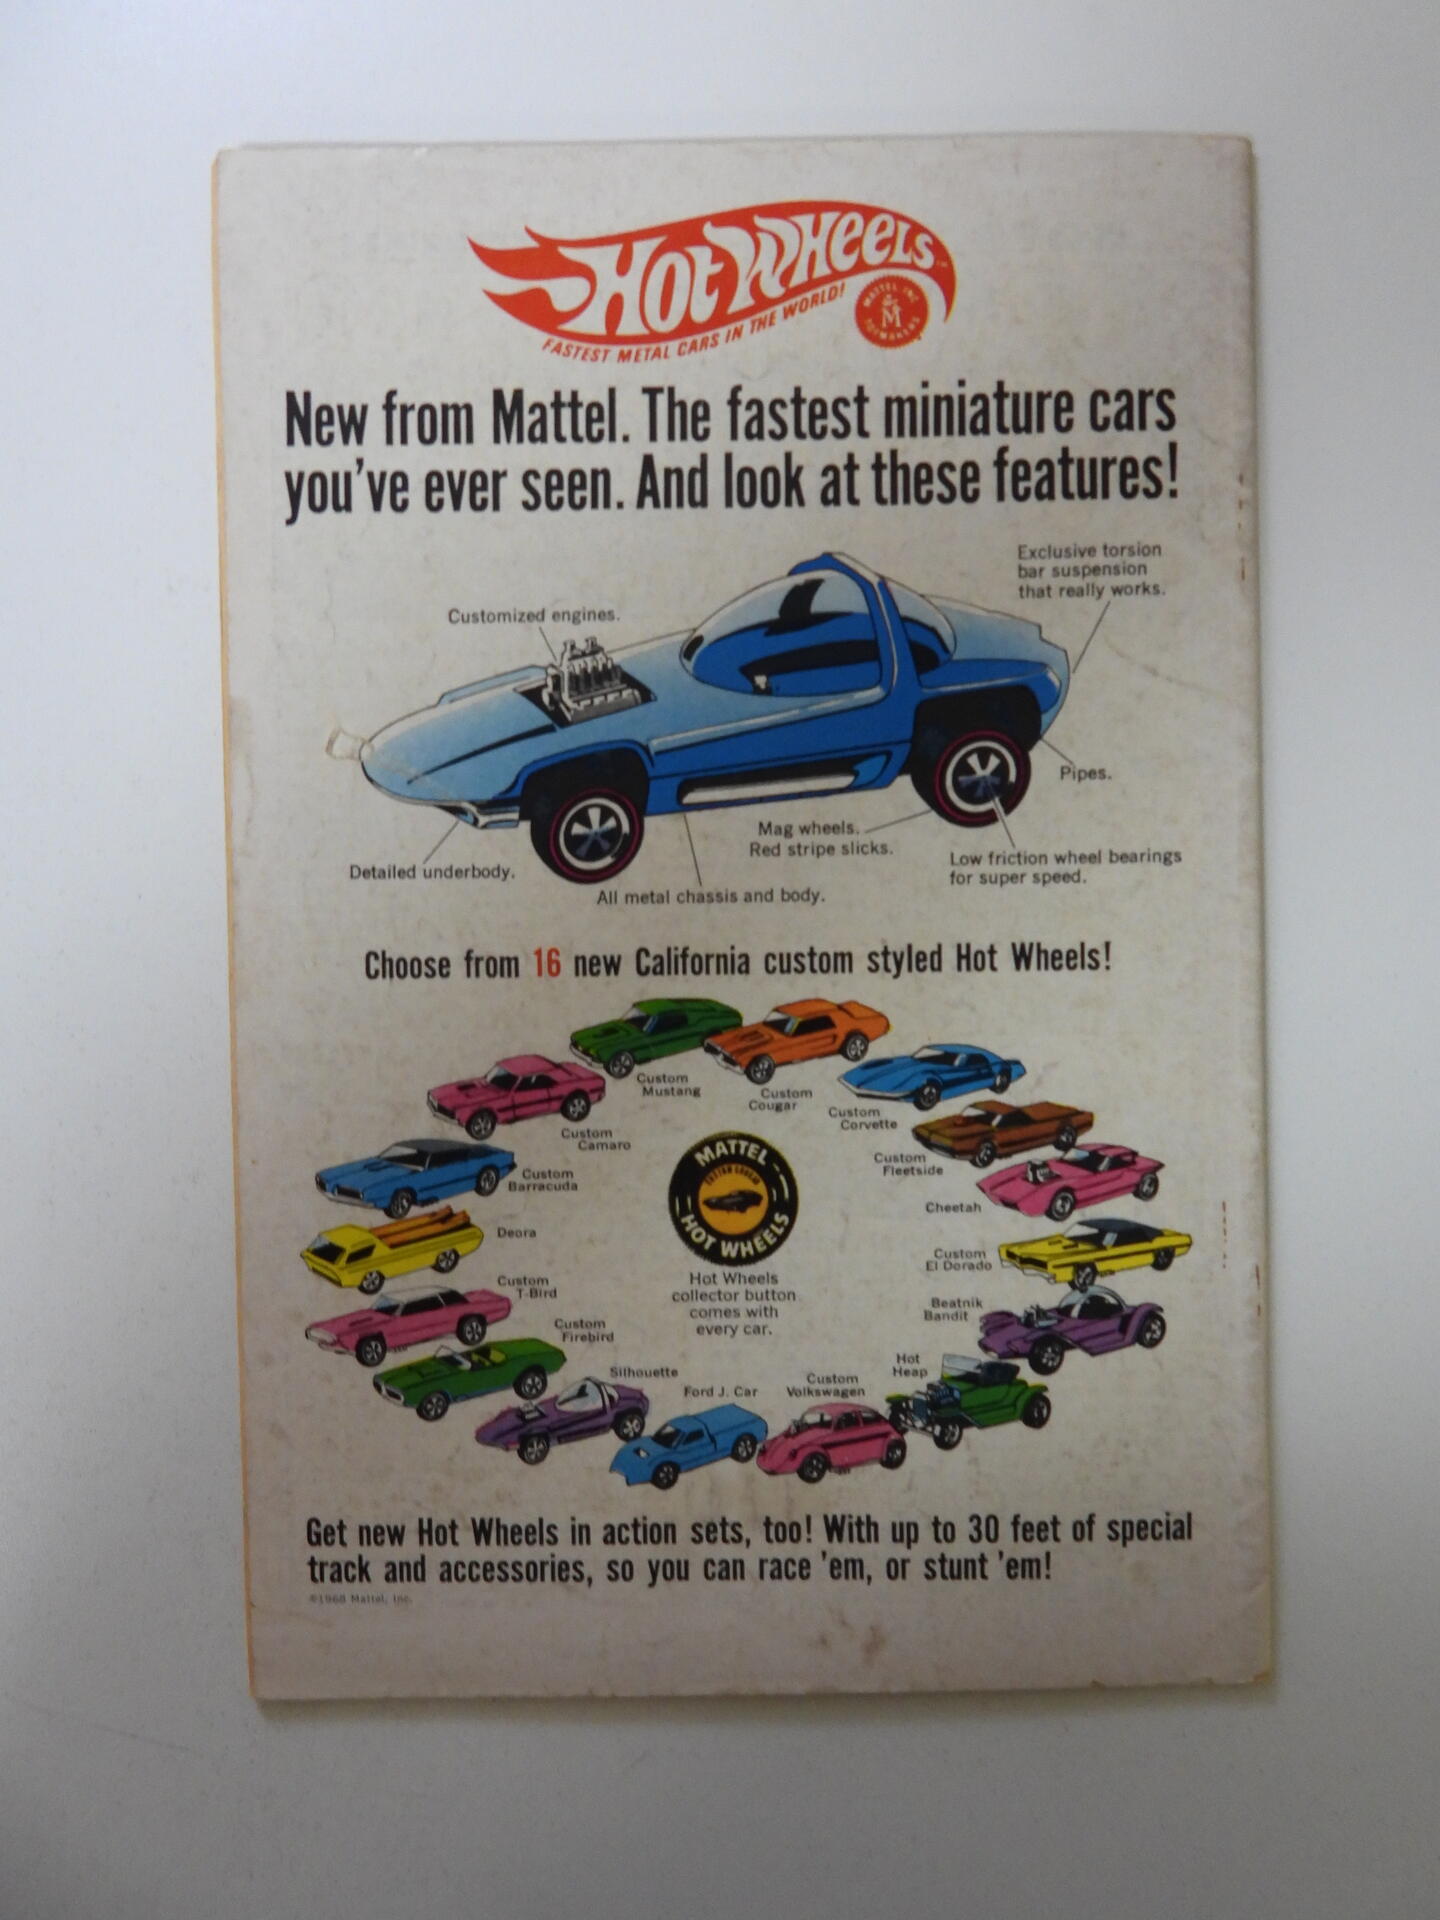 Hot Wheels
FASTEST METAL CARS IN THE WORLD!
MATTEL INC
M
TOYMAKERS
New from Mattel. The fastest miniature cars
you've ever seen. And look at these features!
Exclusive torsion
bar suspension
that really works.
Customized engines.
Pipes.
Mag wheels.
Red stripe slicks.
Low friction wheel bearings
for super speed.
Detailed underbody.
All metal chassis and body.
Choose from 16 new California custom styled Hot Wheels!
Custom
Mustang
Custom
Cougar
Custom
Corvette
Custom
Camaro
Custom
Fleetside
Custom
Barracuda
Cheetah
Deora
Custom
El Dorado
Custom
T-Bird
Beatnik
Bandit
Custom
Firebird
Silhouette
Ford J. Car
Custom
Volkswagen
Hot
Heap
MATTEL
HOT WHEELS
Hot Wheels
collector button
comes with
every car.
Get new Hot Wheels in action sets, too! With up to 30 feet of special
track and accessories, so you can race 'em, or stunt 'em!
©1968 Mattel, Inc.